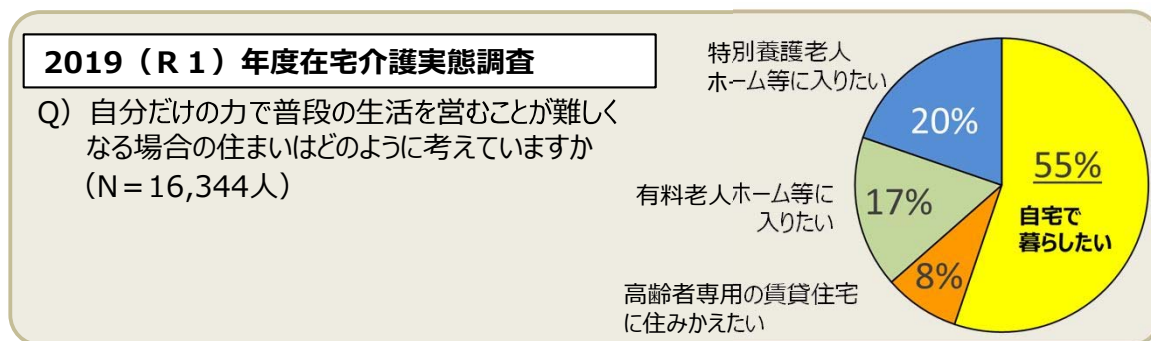 2019（R１）年度在宅介護実態調査
Q）自分だけの力で普段の生活を営むことが難しく
なる場合の住まいはどのように考えていますか
（N＝16,344人）
特別養護老人
ホーム等に入りたい
20%
55%
自宅で
暮らしたい
有料老人ホーム等に
入りたい
17%
8%
高齢者専用の賃貸住宅
に住みかえたい